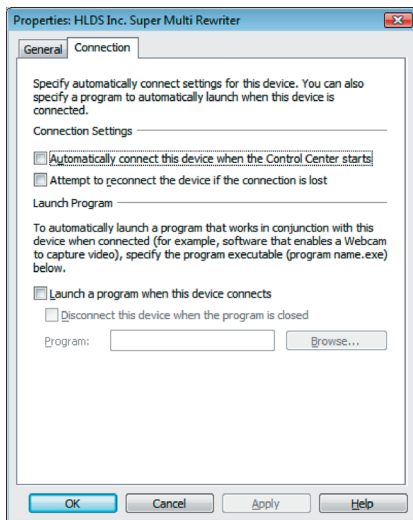 Properties: HLDS Inc. Super Multi Rewriter
General
Connection
Specify automatically connect settings for this device. You can also
specify a program to automatically launch when this device is
connected.
Connection Settings
Automatically connect this device when the Control Center starts
Attempt to reconnect the device if the connection is lost
Launch Program
To automatically launch a program that works in conjunction with this
device when connected (for example, software that enables a Webcam
to capture video), specify the program executable (program name.exe)
below.
Launch a program when this device connects
Disconnect this device when the program is closed
Program:
Browse...
OK
Cancel
Apply
Help